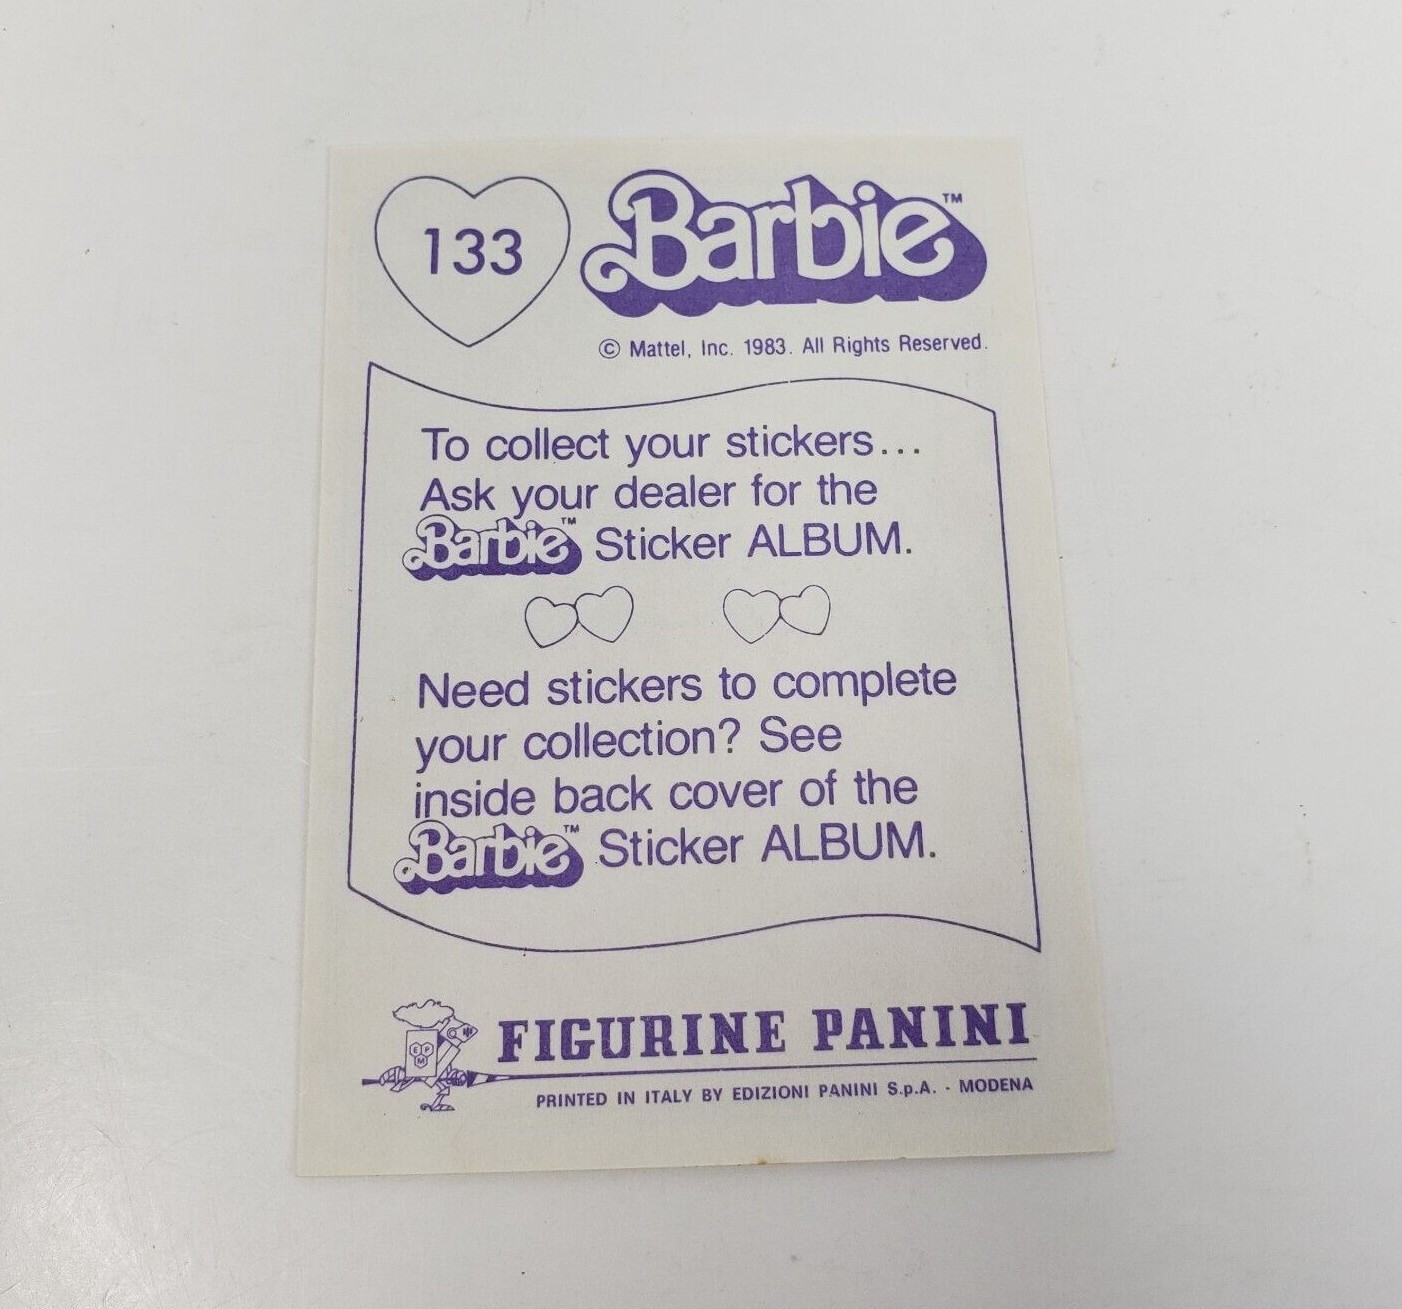 133
Barbie™
© Mattel, Inc. 1983. All Rights Reserved.
To collect your stickers...
Ask your dealer for the
Barbie™ Sticker ALBUM.
Need stickers to complete
your collection? See
inside back cover of the
Barbie™ Sticker ALBUM.
E P
M
FIGURINE PANINI
PRINTED IN ITALY BY EDIZIONI PANINI S.p.A. - MODENA